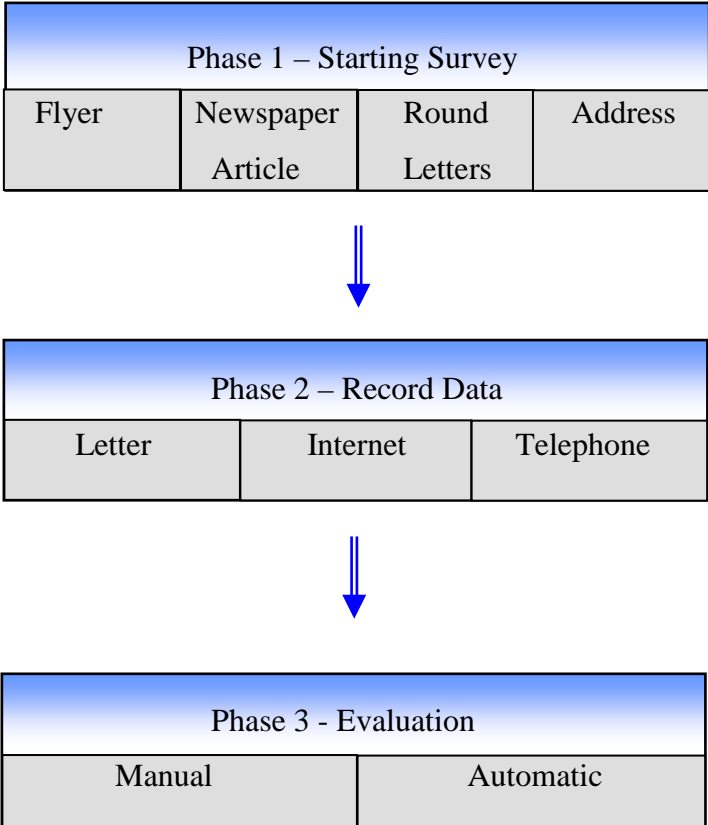 Phase 1 – Starting Survey
Flyer Newspaper Round Address
Article Letters
Phase 2 – Record Data
Letter Internet Telephone
Phase 3 - Evaluation
Manual Automatic